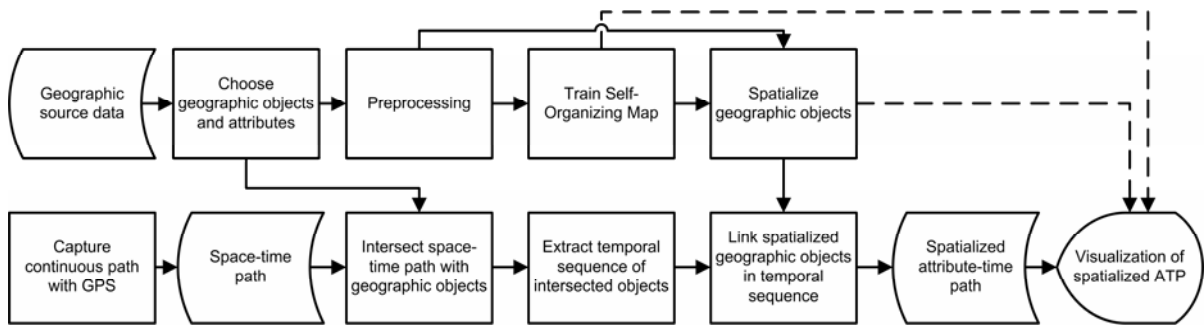 Geographic
source data
Choose
geographic objects
and attributes
Preprocessing
Train Self-
Organizing Map
Spatialize
geographic objects
Capture
continuous path
with GPS
Space-time
path
Intersect space-
time path with
geographic objects
Extract temporal
sequence of
intersected objects
Link spatialized
geographic objects
in temporal
sequence
Spatialized
attribute-time
path
Visualization of
spatialized ATP